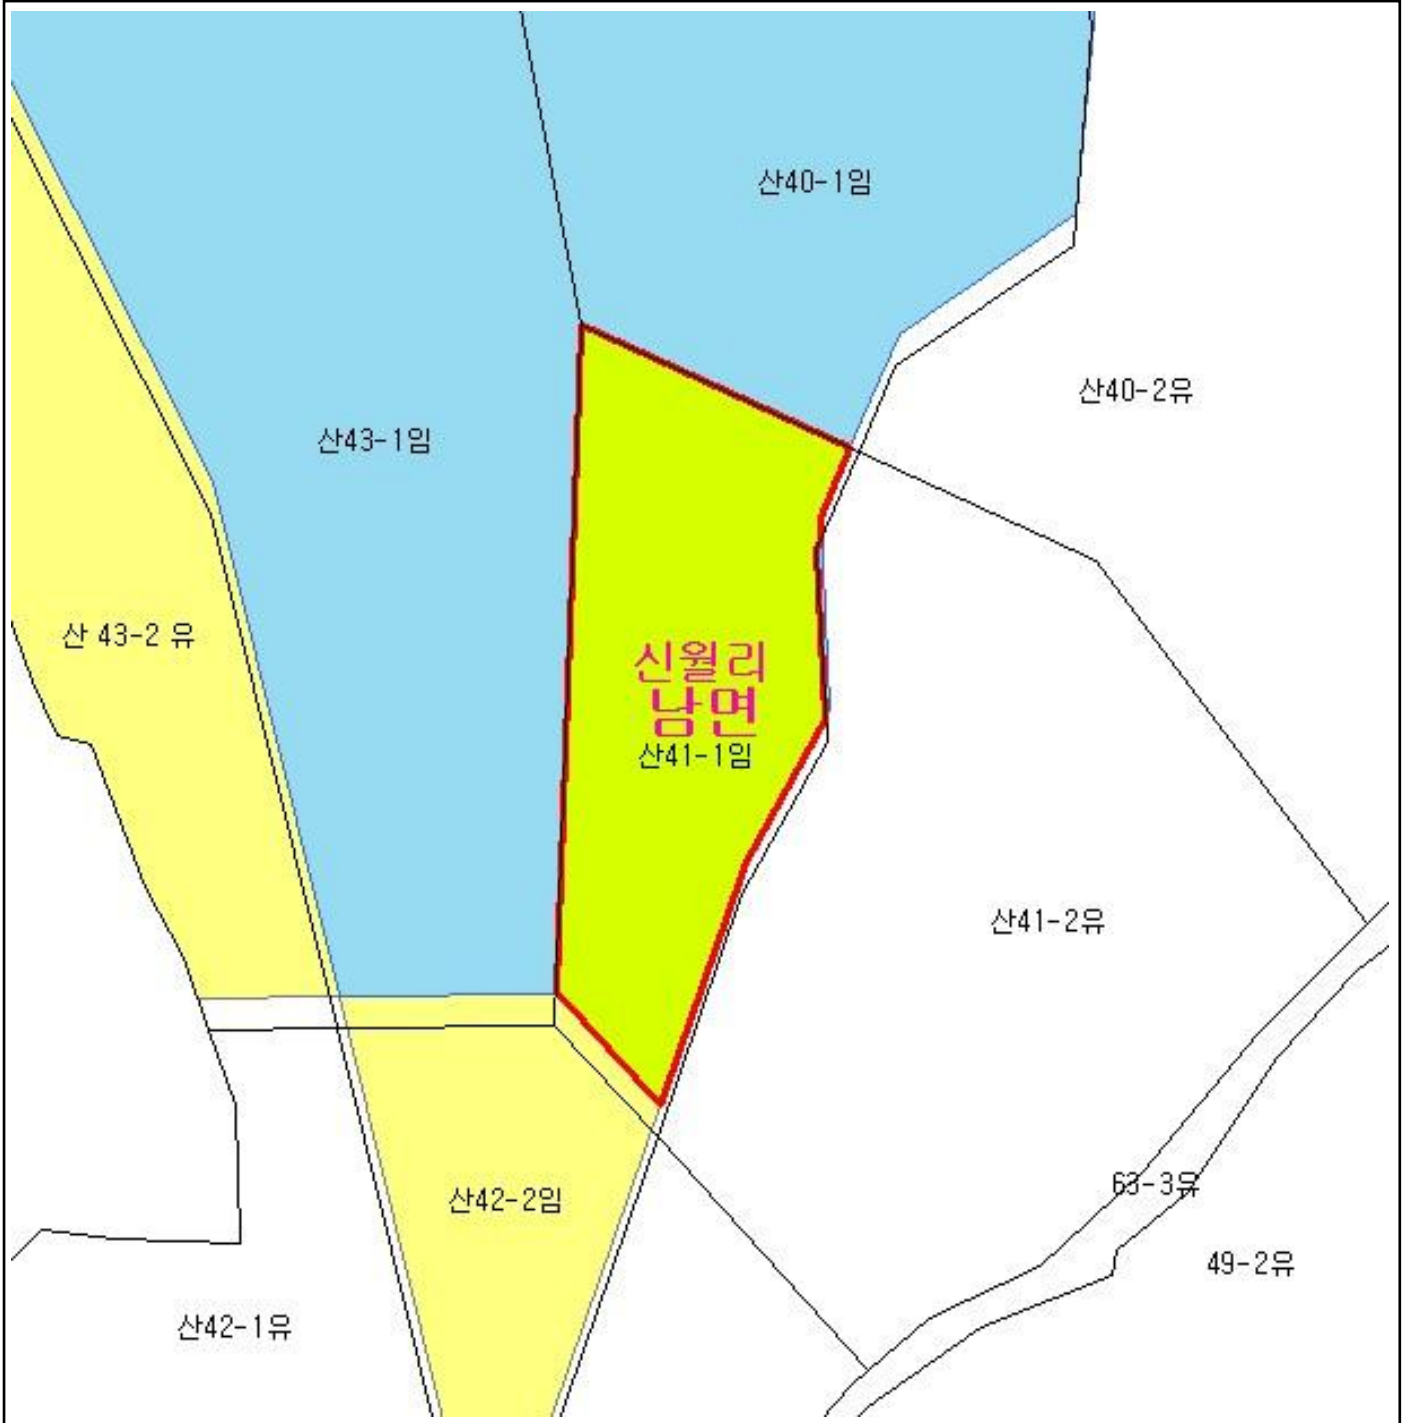 산40-1임
산40-2유
산43-1임
산 43-2 유
신월리
남면
산41-1임
산41-2유
63-3유
산42-2임
49-2유
산42-1유